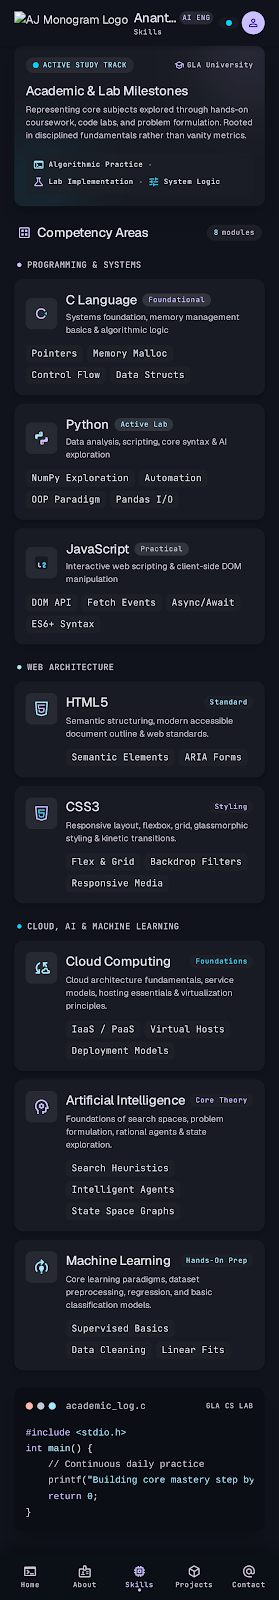 AJ Monogram Logo
Anant...
AI ENG
Skills
ACTIVE STUDY TRACK
GLA University
Academic & Lab Milestones
Representing core subjects explored through hands-on
coursework, code labs, and problem formulation. Rooted
in disciplined fundamentals rather than vanity metrics.
Algorithmic Practice ·
Lab Implementation · System Logic
Competency Areas
8 modules
PROGRAMMING & SYSTEMS
C Language Foundational
Systems foundation, memory management
basics & algorithmic logic
Pointers Memory Malloc
Control Flow Data Structs
Python Active Lab
Data analysis, scripting, core syntax & AI
exploration
NumPy Exploration Automation
OOP Paradigm Pandas I/O
JavaScript Practical
Interactive web scripting & client-side DOM
manipulation
DOM API Fetch Events Async/Await
ES6+ Syntax
WEB ARCHITECTURE
HTML5 Standard
Semantic structuring, modern accessible
document outline & web standards.
Semantic Elements ARIA Forms
CSS3 Styling
Responsive layout, flexbox, grid, glassmorphic
styling & kinetic transitions.
Flex & Grid Backdrop Filters
Responsive Media
CLOUD, AI & MACHINE LEARNING
Cloud Computing Foundations
Cloud architecture fundamentals, service
models, hosting essentials & virtualization
principles.
IaaS / PaaS Virtual Hosts
Deployment Models
Artificial Intelligence Core Theory
Foundations of search spaces, problem
formulation, rational agents & state
exploration.
Search Heuristics
Intelligent Agents
State Space Graphs
Machine Learning Hands-On Prep
Core learning paradigms, dataset
preprocessing, regression, and basic
classification models.
Supervised Basics
Data Cleaning Linear Fits
academic_log.c GLA CS LAB
#include <stdio.h>
int main() {
// Continuous daily practice
printf("Building core mastery step by
return 0;
}
Home About Skills Projects Contact